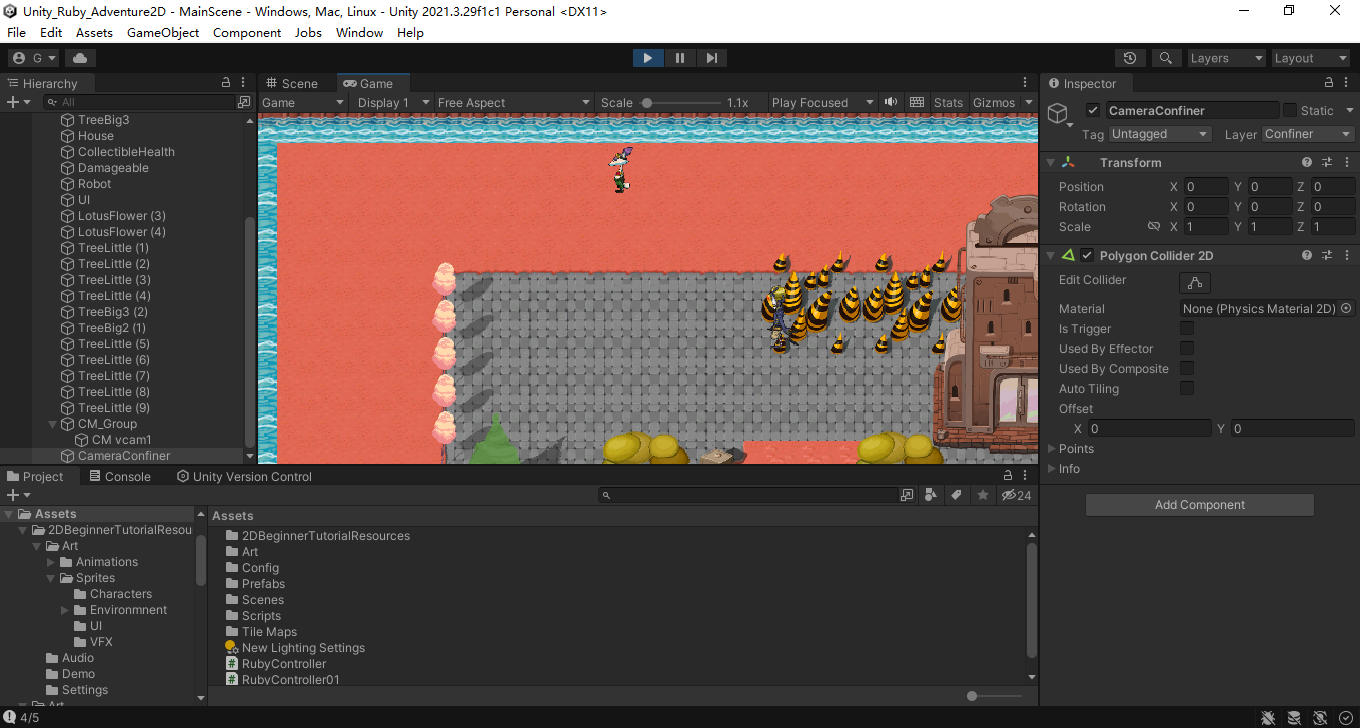 Unity_Ruby_Adventure2D - MainScene - Windows, Mac, Linux - Unity 2021.3.29f1c1 Personal <DX11>
File Edit Assets GameObject Component Jobs Window Help
G Layers Layout
Hierarchy
All
TreeBig3
House
CollectibleHealth
Damageable
Robot
UI
LotusFlower (3)
LotusFlower (4)
TreeLittle (1)
TreeLittle (2)
TreeLittle (3)
TreeLittle (4)
TreeBig3 (2)
TreeBig2 (1)
TreeLittle (5)
TreeLittle (6)
TreeLittle (7)
TreeLittle (8)
TreeLittle (9)
CM_Group
CM vcam1
CameraConfiner
Scene Game
Game Display 1 Free Aspect Scale 1.1x Play Focused Stats Gizmos
Inspector
CameraConfiner Static
Tag Untagged Layer Confiner
Transform
Position X 0 Y 0 Z 0
Rotation X 0 Y 0 Z 0
Scale X 1 Y 1 Z 1
Polygon Collider 2D
Edit Collider
Material None (Physics Material 2D)
Is Trigger
Used By Effector
Used By Composite
Auto Tiling
Offset
X 0 Y 0
Points
Info
Add Component
Project Console Unity Version Control
24
Assets
2DBeginnerTutorialResou
Art
Animations
Sprites
Characters
Environmnent
UI
VFX
Audio
Demo
Settings
Art
Assets
2DBeginnerTutorialResources
Art
Config
Prefabs
Scenes
Scripts
Tile Maps
New Lighting Settings
RubyController
RubyController01
4/5